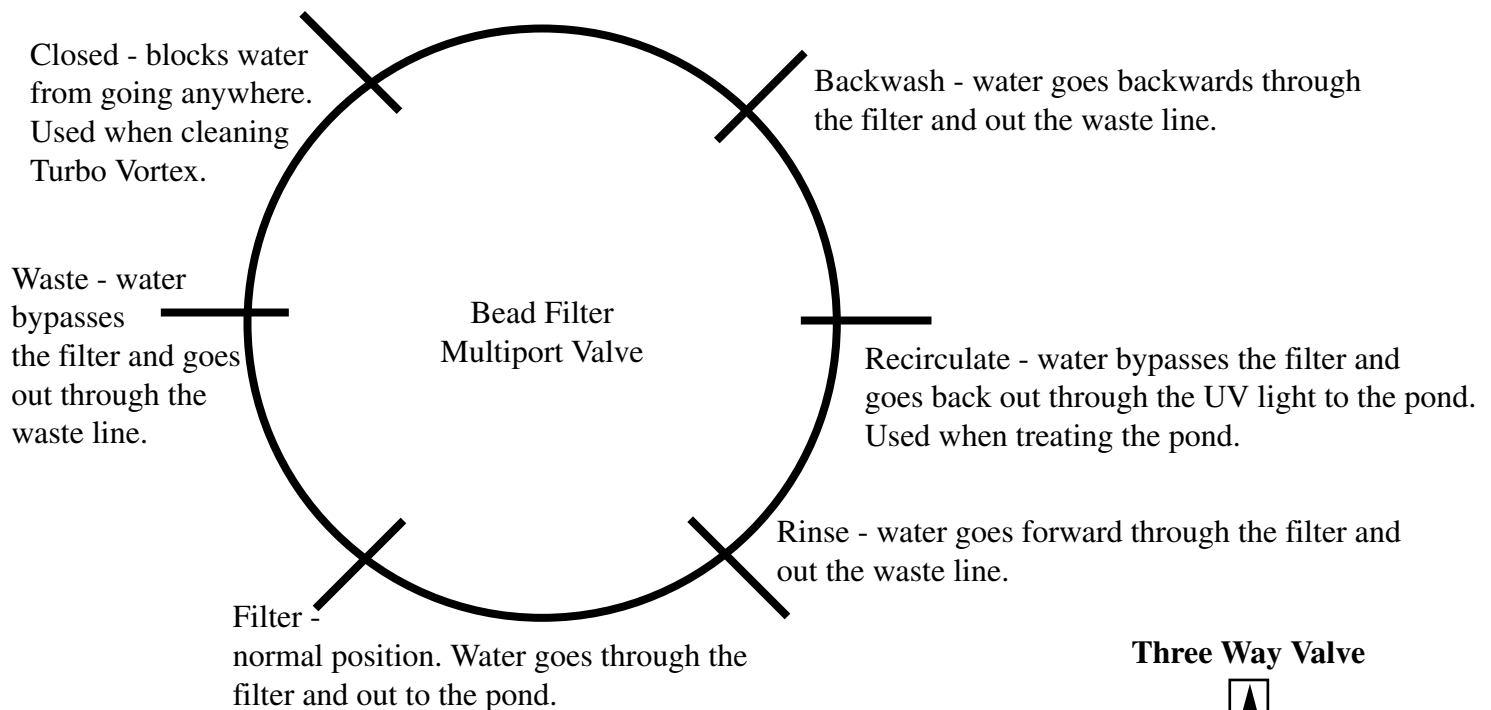 Closed - blocks water
from going anywhere.
Used when cleaning
Turbo Vortex.
Backwash - water goes backwards through
the filter and out the waste line.
Waste - water
bypasses
the filter and goes
out through the
waste line.
Bead Filter
Multiport Valve
Recirculate - water bypasses the filter and
goes back out through the UV light to the pond.
Used when treating the pond.
Rinse - water goes forward through the filter and
out the waste line.
Filter -
normal position. Water goes through the
filter and out to the pond.
Three Way Valve